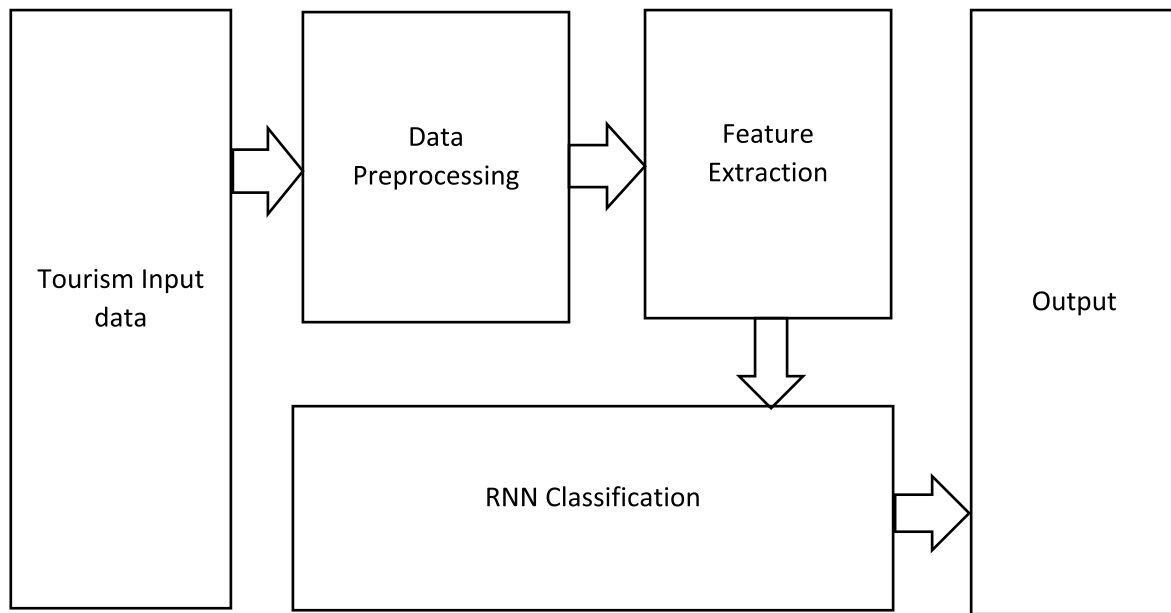 Tourism Input
data
Data
Preprocessing
Feature
Extraction
RNN Classification
Output